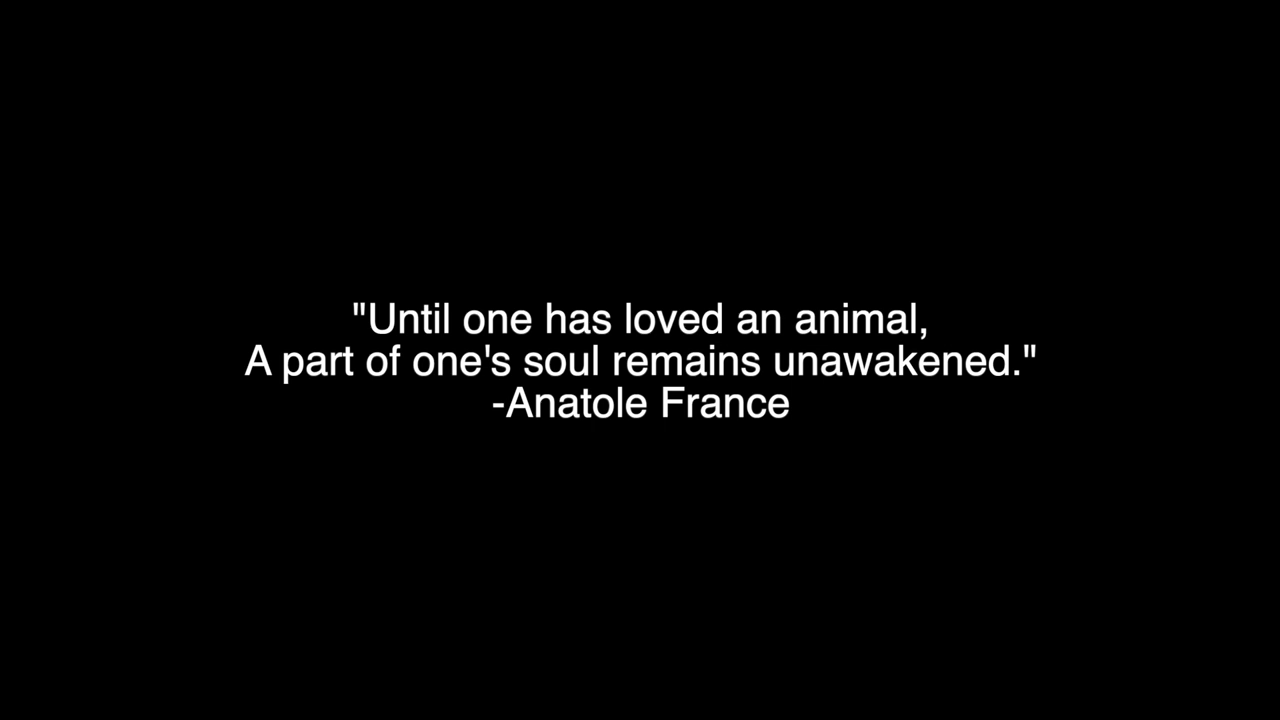 "Until one has loved an animal,
A part of one's soul remains unawakened."
-Anatole France